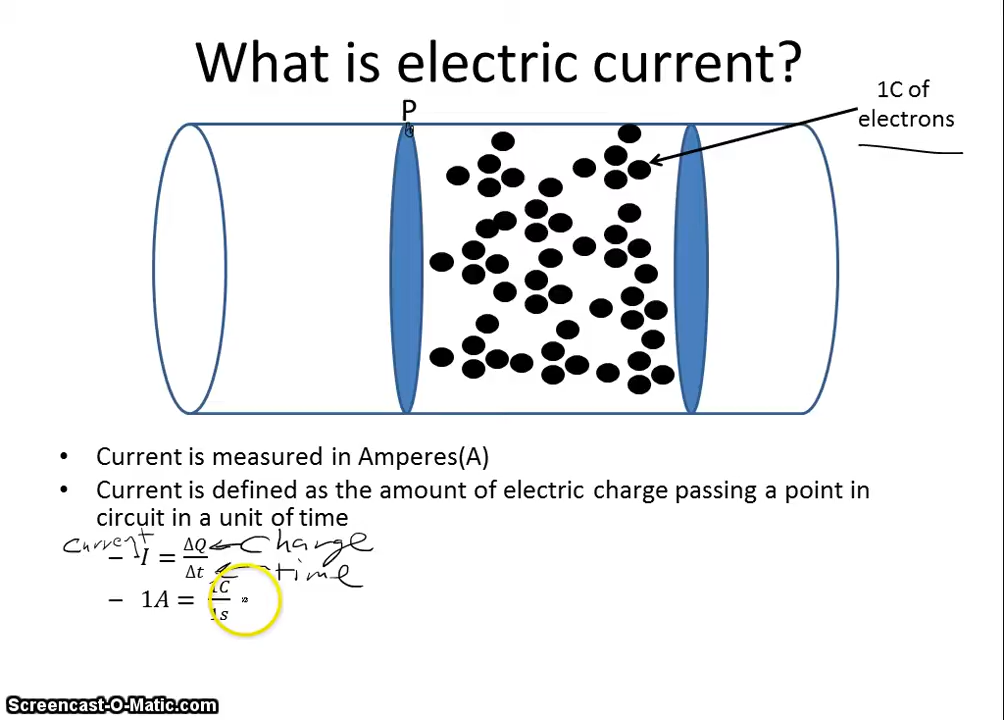 What is electric current?
P
1C of
electrons
• Current is measured in Amperes(A)
• Current is defined as the amount of electric charge passing a point in
circuit in a unit of time
current – I = ΔQ/Δt ← Charge
← time
– 1A = 1C/1s
Screencast-O-Matic.com